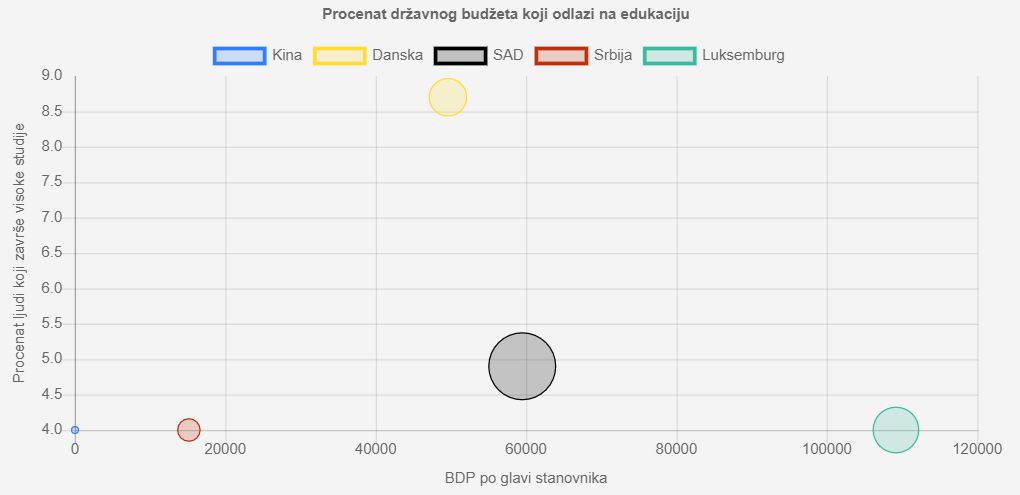 Procenat državnog budžeta koji odlazi na edukaciju
Kina Danska SAD Srbija Luksemburg
Procenat ljudi koji završe visoke studije
9.0
8.5
8.0
7.5
7.0
6.5
6.0
5.5
5.0
4.5
4.0
0 20000 40000 60000 80000 100000 120000
BDP po glavi stanovnika